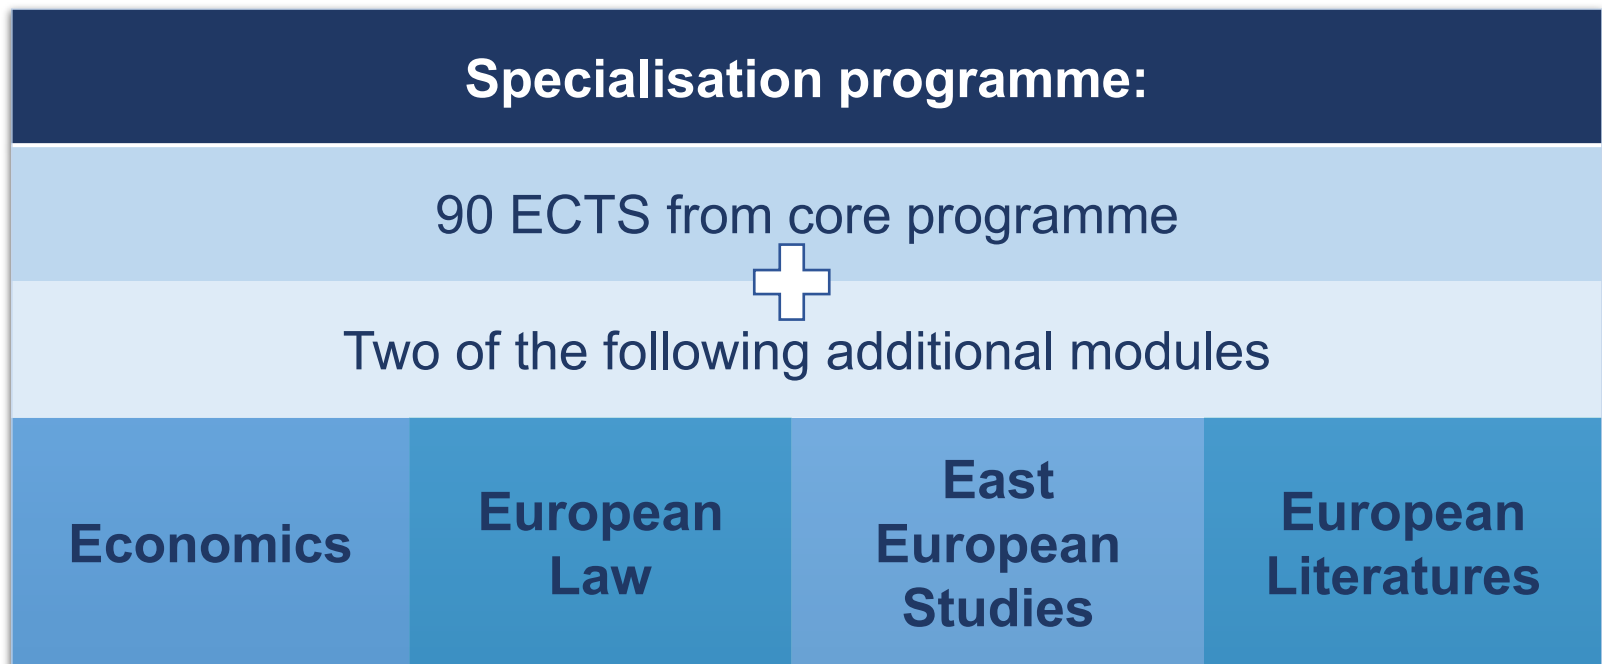 Specialisation programme:
90 ECTS from core programme
Two of the following additional modules
Economics
European
Law
East
European
Studies
European
Literatures